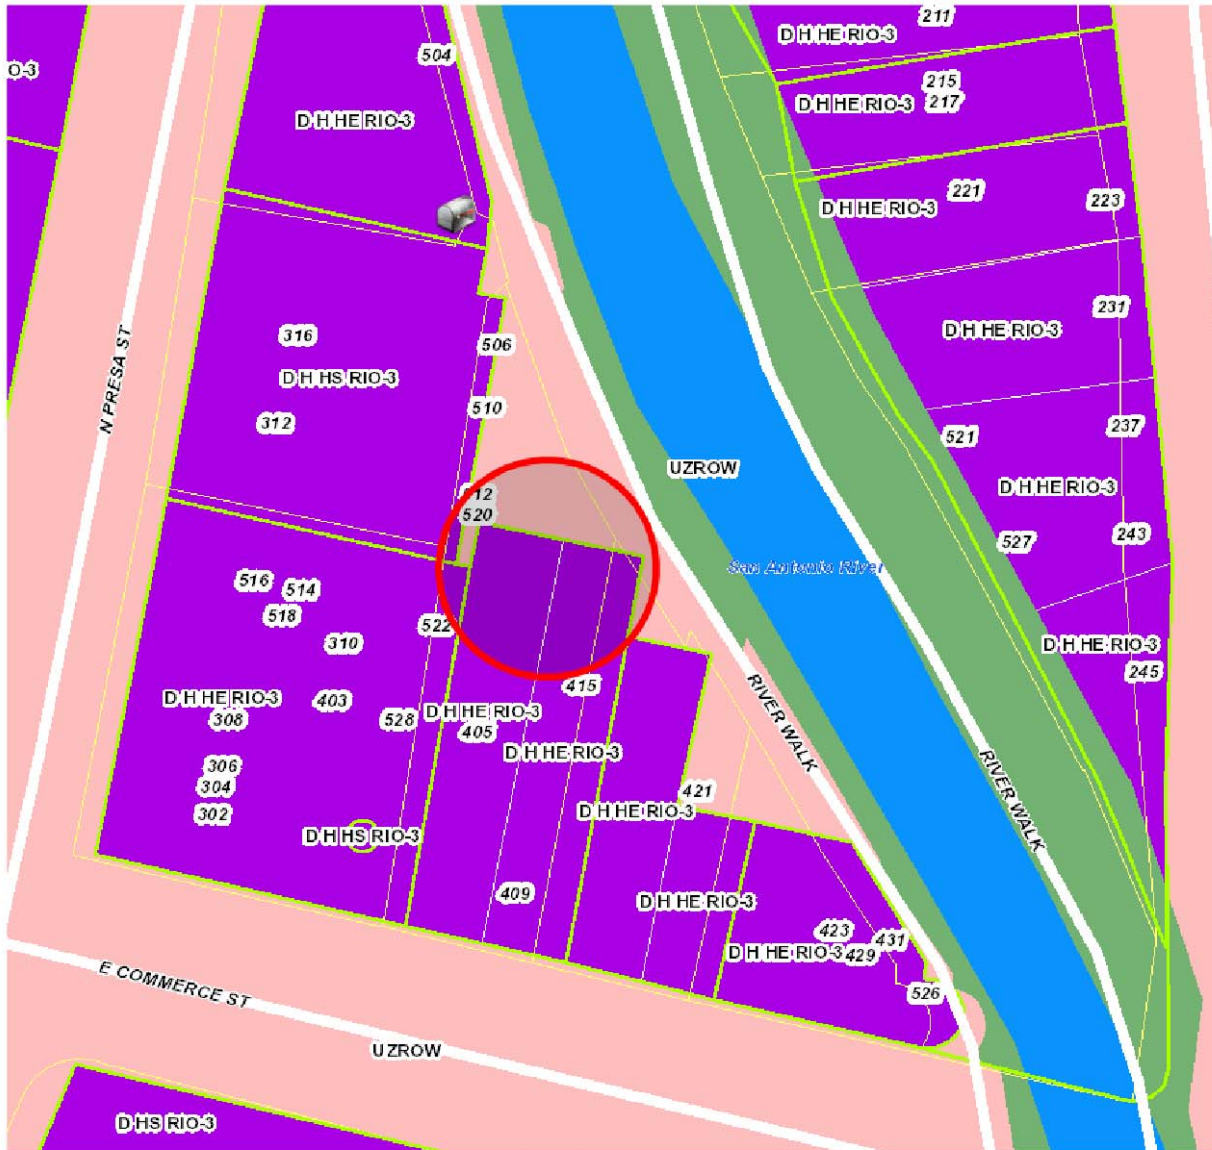 211
D H HE RIO-3
504
O-3
215
D H HE RIO-3
217
D H HE RIO-3
221
223
D H HE RIO-3
231
316
D H HE RIO-3
506
N PRESA ST
D H HS RIO-3
510
312
237
521
UZROW
D H HE RIO-3
520
243
527
San Antonio River
516
514
518
522
310
D H HE RIO-3
245
415
RIVER WALK
D H HE RIO-3
403
308
528
D H HE RIO-3
405
D H HE RIO-3
RIVER WALK
306
304
302
421
D H HE RIO-3
D H HS RIO-3
409
D H HE RIO-3
423
431
D H HE RIO-3
429
E COMMERCE ST
526
UZROW
D HS RIO-3